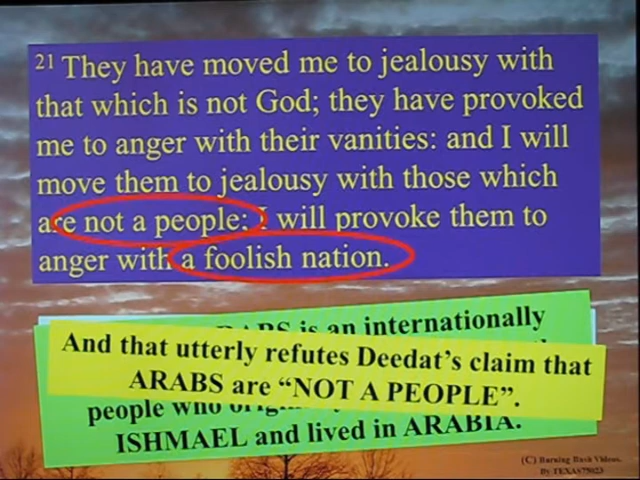 21 They have moved me to jealousy with
that which is not God; they have provoked
me to anger with their vanities: and I will
move them to jealousy with those which
are not a people; I will provoke them to
anger with a foolish nation.
is an internationally
And that utterly refutes Deedat's claim that
ARABS are “NOT A PEOPLE”.
people who
ISHMAEL and lived in ARABIA.
(C) Burning Bush Videos.
By TEXAS75023